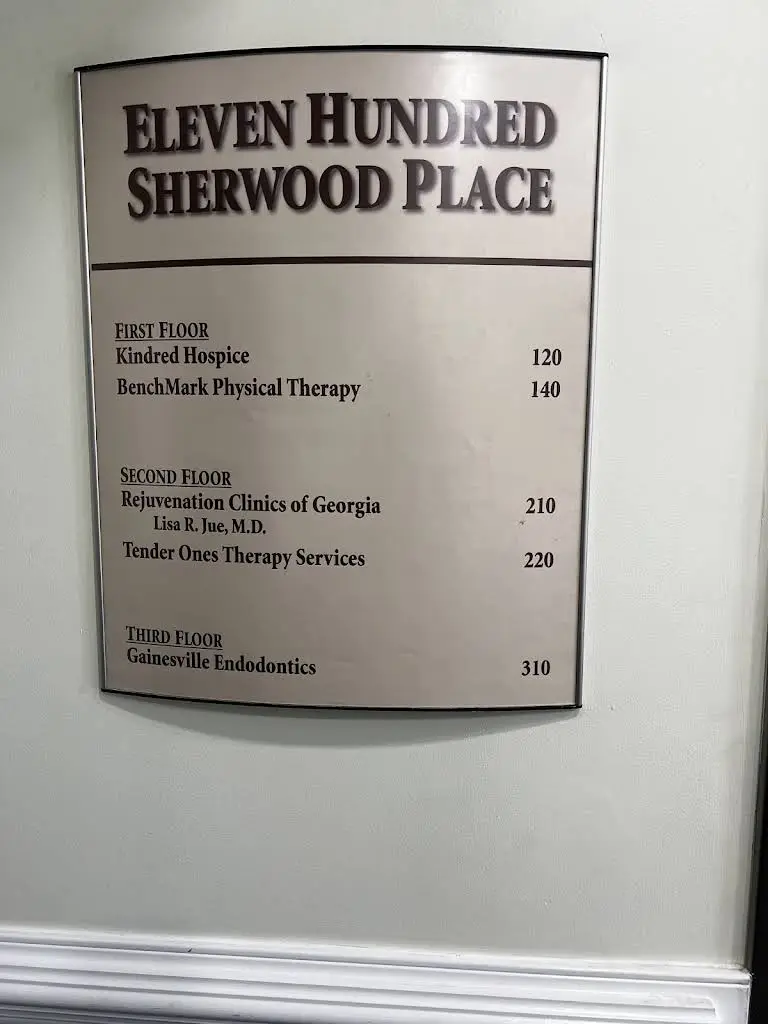 ELEVEN HUNDRED
SHERWOOD PLACE
FIRST FLOOR
Kindred Hospice 120
BenchMark Physical Therapy 140
SECOND FLOOR
Rejuvenation Clinics of Georgia 210
Lisa R. Jue, M.D.
Tender Ones Therapy Services 220
THIRD FLOOR
Gainesville Endodontics 310